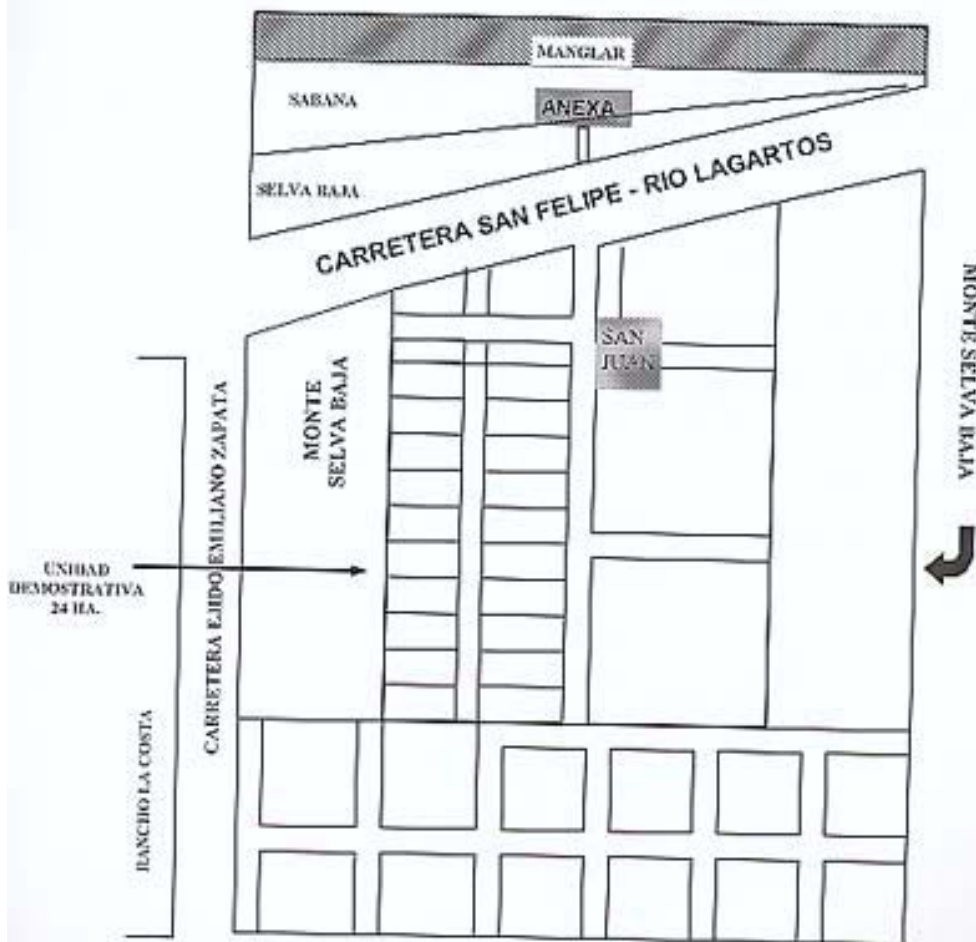 MANGLAR
SABANA
ANEXA
SELVA BAJA
CARRETERA SAN FELIPE - RIO LAGARTOS
SAN
JUAN
MONTE
SELVA BAJA
MONTE SELVA BAJA
CARRETERA EJIDO EMILIANO ZAPATA
UNIDAD
DEMOSTRATIVA
24 HA.
RANCHO LA COSTA